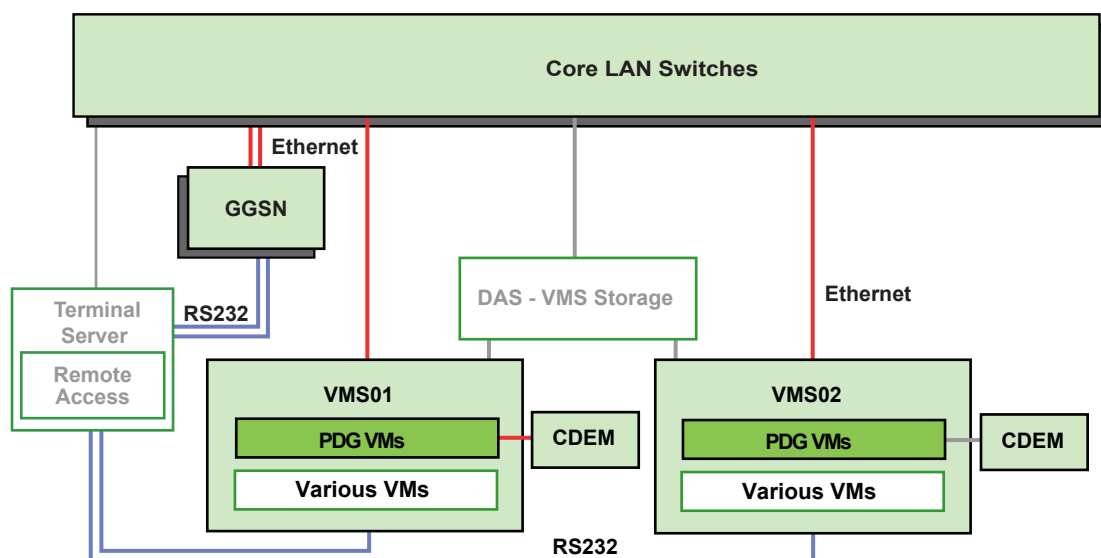 Core LAN Switches
Ethernet
GGSN
DAS - VMS Storage
Ethernet
Terminal
Server
RS232
Remote
Access
VMS01
VMS02
PDG VMs
CDEM
PDG VMs
CDEM
Various VMs
Various VMs
RS232